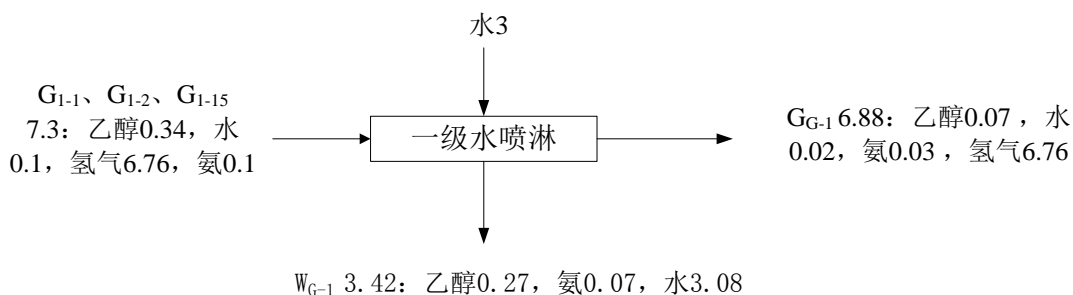 水3
G1-1、G1-2、G1-15
7.3：乙醇0.34，水
0.1，氢气6.76，氨0.1
一级水喷淋
GG-1 6.88：乙醇0.07 ，水
0.02，氨0.03 ，氢气6.76
WG-1 3.42：乙醇0.27，氨0.07，水3.08